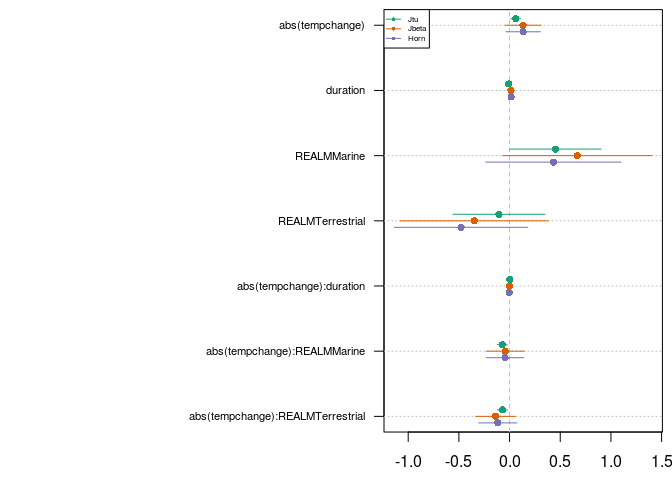 abs(tempchange)
Jtu
Jbeta
Horn
duration
REALMMarine
REALMTerrestrial
abs(tempchange):duration
abs(tempchange):REALMMarine
abs(tempchange):REALMTerrestrial
-1.0 -0.5 0.0 0.5 1.0 1.5